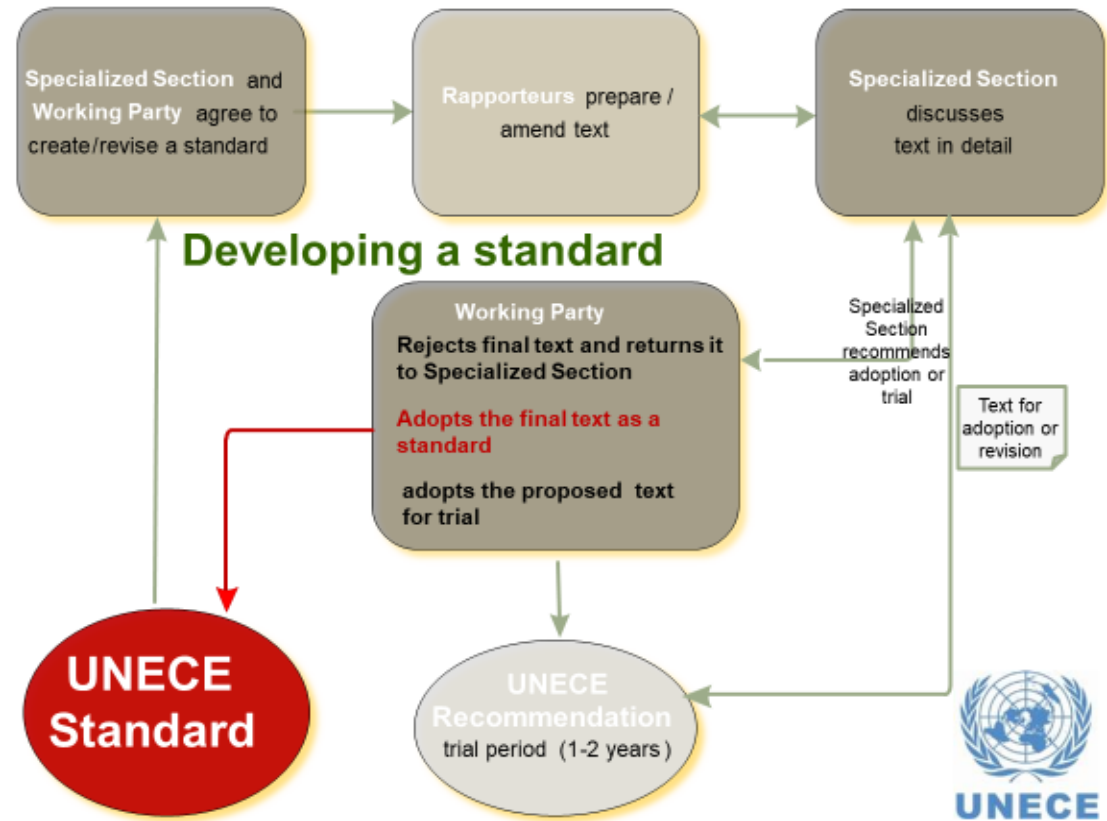 Specialized Section and
Working Party agree to
create/revise a standard
Rapporteurs prepare /
amend text
Specialized Section
discusses
text in detail
Developing a standard
Working Party
Rejects final text and returns it
to Specialized Section
Adopts the final text as a
standard
adopts the proposed text
for trial
Specialized
Section
recommends
adoption or
trial
Text for
adoption or
revision
UNECE
Standard
UNECE
Recommendation
trial period (1-2 years)
UNECE